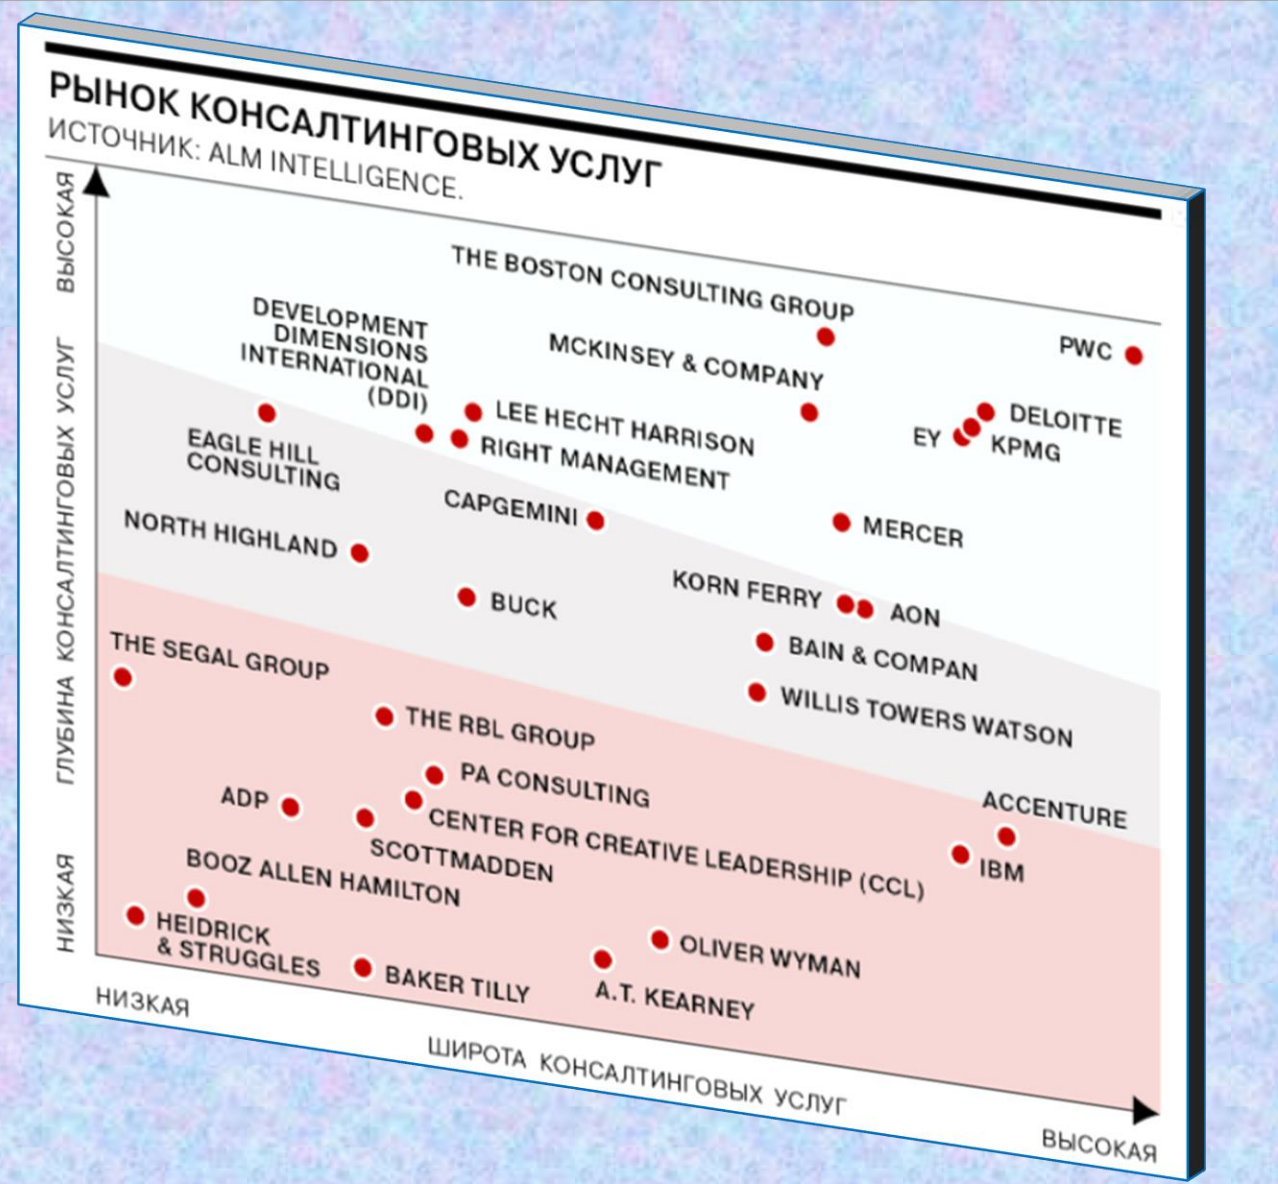 РЫНОК КОНСАЛТИНГОВЫХ УСЛУГ
ИСТОЧНИК: ALM INTELLIGENCE.
ВЫСОКАЯ
ГЛУБИНА КОНСАЛТИНГОВЫХ УСЛУГ
НИЗКАЯ
THE BOSTON CONSULTING GROUP
PWC
DEVELOPMENT
DIMENSIONS
INTERNATIONAL
(DDI)
MCKINSEY & COMPANY
LEE HECHT HARRISON
DELOITTE
EY
KPMG
RIGHT MANAGEMENT
EAGLE HILL
CONSULTING
CAPGEMINI
MERCER
NORTH HIGHLAND
KORN FERRY
AON
BUCK
BAIN & COMPAN
THE SEGAL GROUP
WILLIS TOWERS WATSON
THE RBL GROUP
PA CONSULTING
ACCENTURE
ADP
CENTER FOR CREATIVE LEADERSHIP (CCL)
SCOTTMADDEN
IBM
BOOZ ALLEN HAMILTON
HEIDRICK
& STRUGGLES
OLIVER WYMAN
BAKER TILLY
A.T. KEARNEY
НИЗКАЯ
ШИРОТА КОНСАЛТИНГОВЫХ УСЛУГ
ВЫСОКАЯ